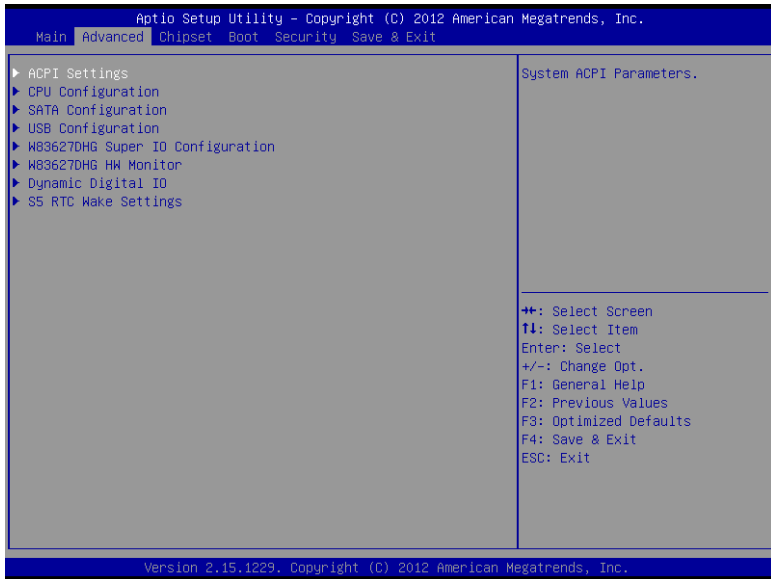 Aptio Setup Utility – Copyright (C) 2012 American Megatrends, Inc.
Main Advanced Chipset Boot Security Save & Exit
ACPI Settings
CPU Configuration
SATA Configuration
USB Configuration
W83627DHG Super IO Configuration
W83627DHG HW Monitor
Dynamic Digital IO
S5 RTC Wake Settings
System ACPI Parameters.
→←: Select Screen
↑↓: Select Item
Enter: Select
+/-: Change Opt.
F1: General Help
F2: Previous Values
F3: Optimized Defaults
F4: Save & Exit
ESC: Exit
Version 2.15.1229. Copyright (C) 2012 American Megatrends, Inc.